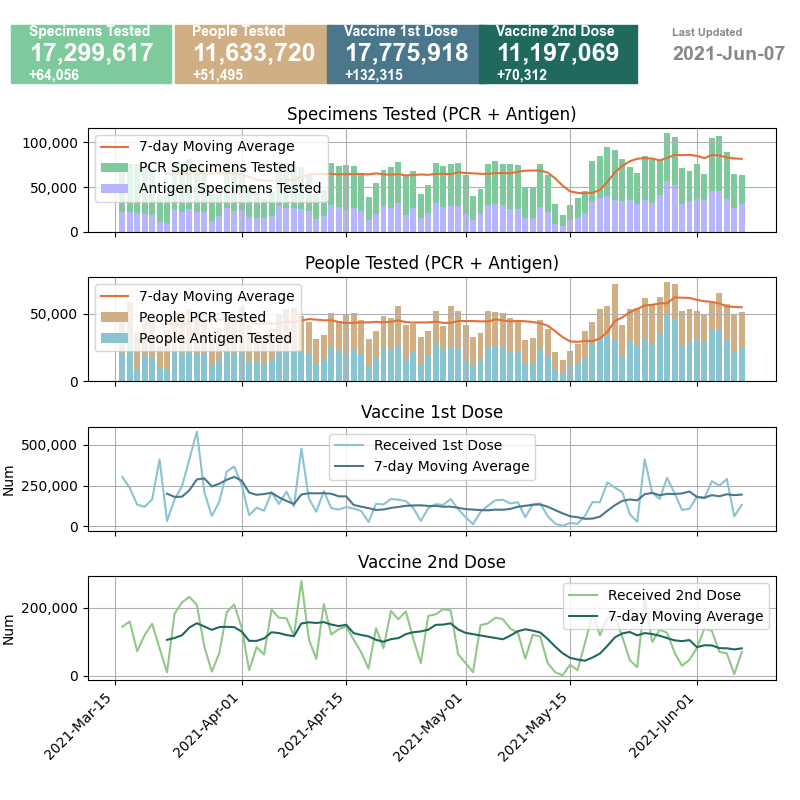 Specimens Tested
17,299,617
+64,056
People Tested
11,633,720
+51,495
Vaccine 1st Dose
17,775,918
+132,315
Vaccine 2nd Dose
11,197,069
+70,312
Last Updated
2021-Jun-07
Specimens Tested (PCR + Antigen)
100,000
50,000
0
7-day Moving Average
PCR Specimens Tested
Antigen Specimens Tested
People Tested (PCR + Antigen)
50,000
0
7-day Moving Average
People PCR Tested
People Antigen Tested
Vaccine 1st Dose
Num
500,000
250,000
0
Received 1st Dose
7-day Moving Average
Vaccine 2nd Dose
Num
200,000
0
Received 2nd Dose
7-day Moving Average
2021-Mar-15
2021-Apr-01
2021-Apr-15
2021-May-01
2021-May-15
2021-Jun-01